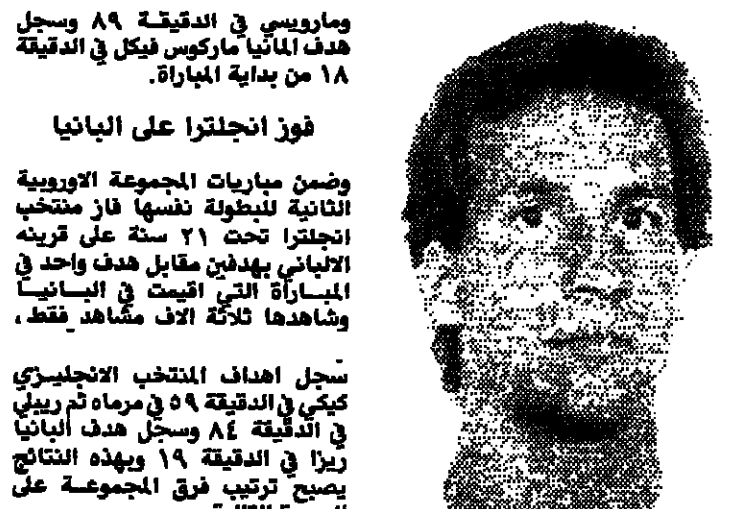 ومارويسي في الدقيقة ٨٩ وسجل
هدف المانيا ماركوس فيكل في الدقيقة
١٨ من بداية المباراة.
فوز انجلترا على البانيا
وضمن مباريات المجموعة الاوروبية
الثانية للبطولة نفسها فاز منتخب
انجلترا تحت ٢١ سنة على قرينه
الالباني بهدفين مقابل هدف واحد في
المباراة التي اقيمت في البانيا
وشاهدها ثلاثة الاف مشاهد فقط ،
سجل اهداف المنتخب الانجليزي
كيكي في الدقيقة ٥٩ في مرماه ثم ريبلي
في الدقيقة ٨٤ وسجل هدف البانيا
ريزا في الدقيقة ١٩ وبهذه النتائج
يصبح ترتيب فرق المجموعة على